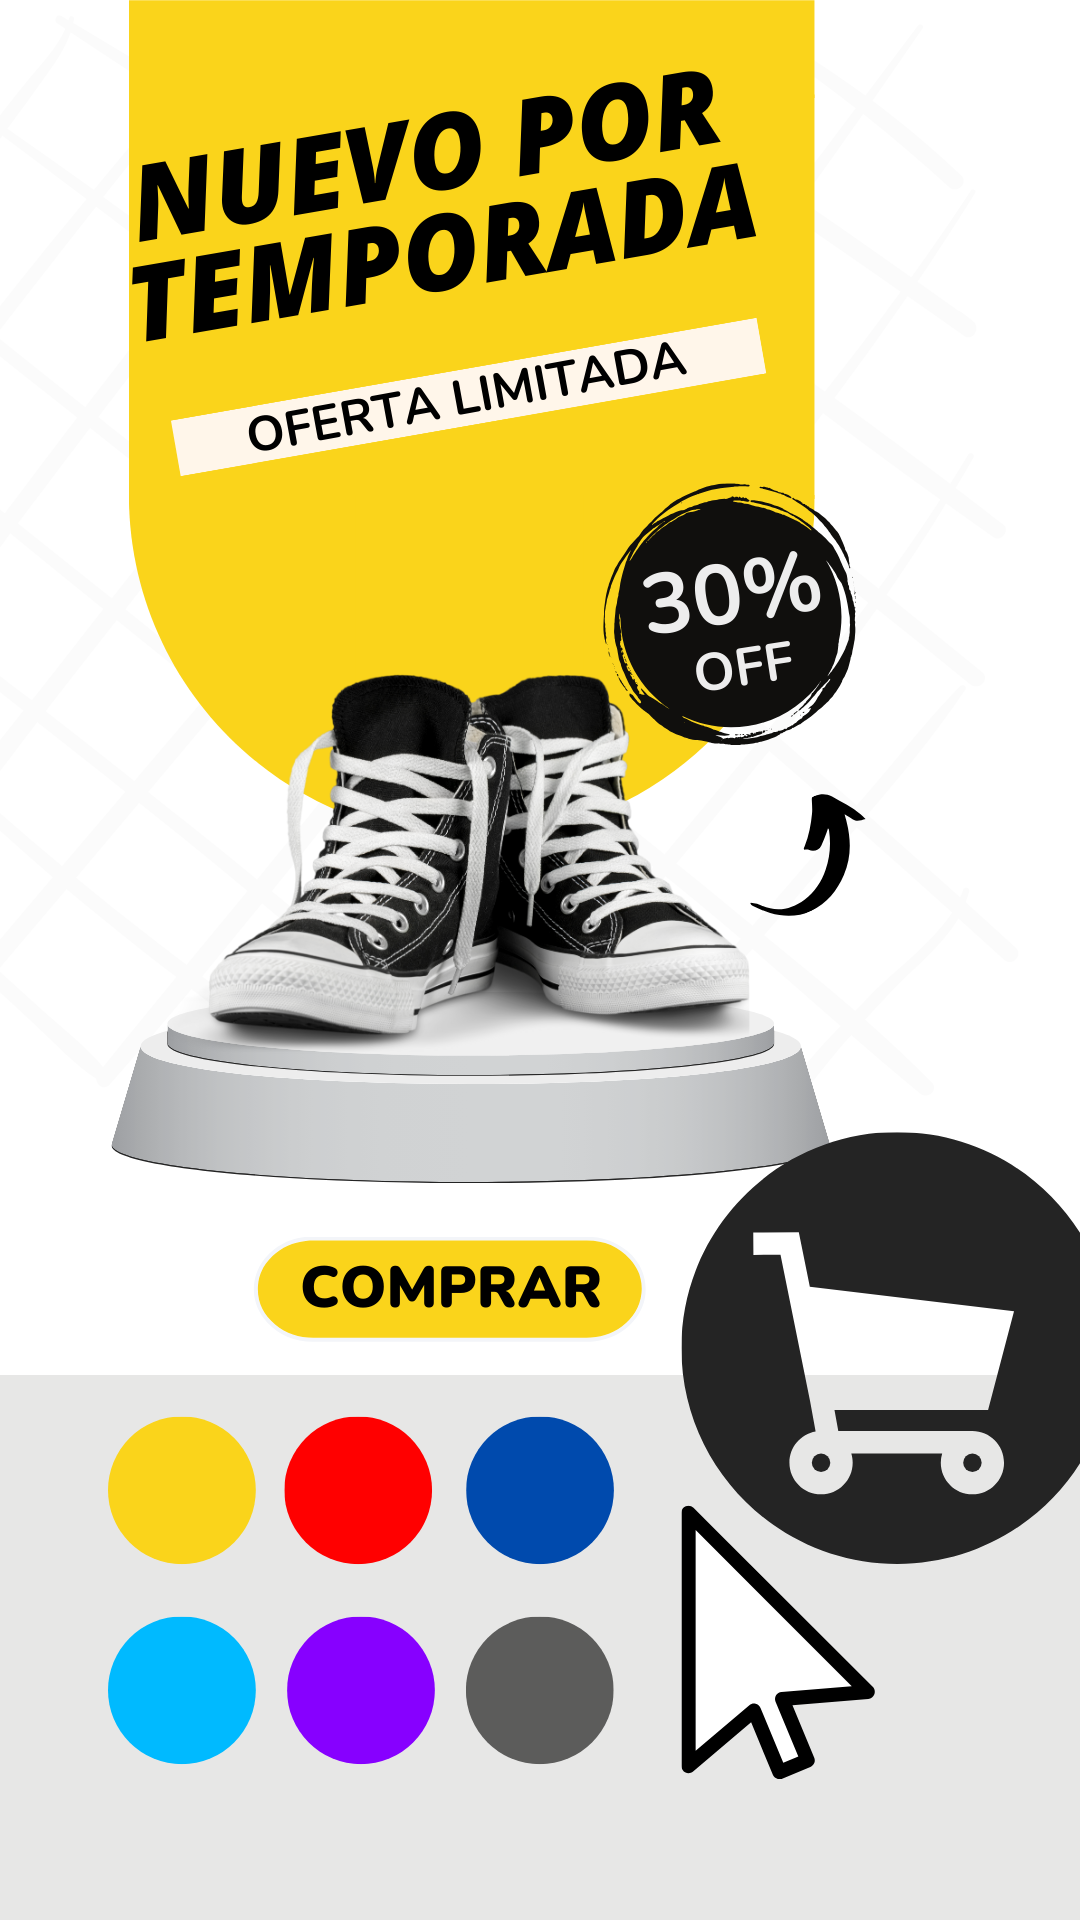 NUEVO POR
TEMPORADA
OFERTA LIMITADA
30%
OFF
COMPRAR